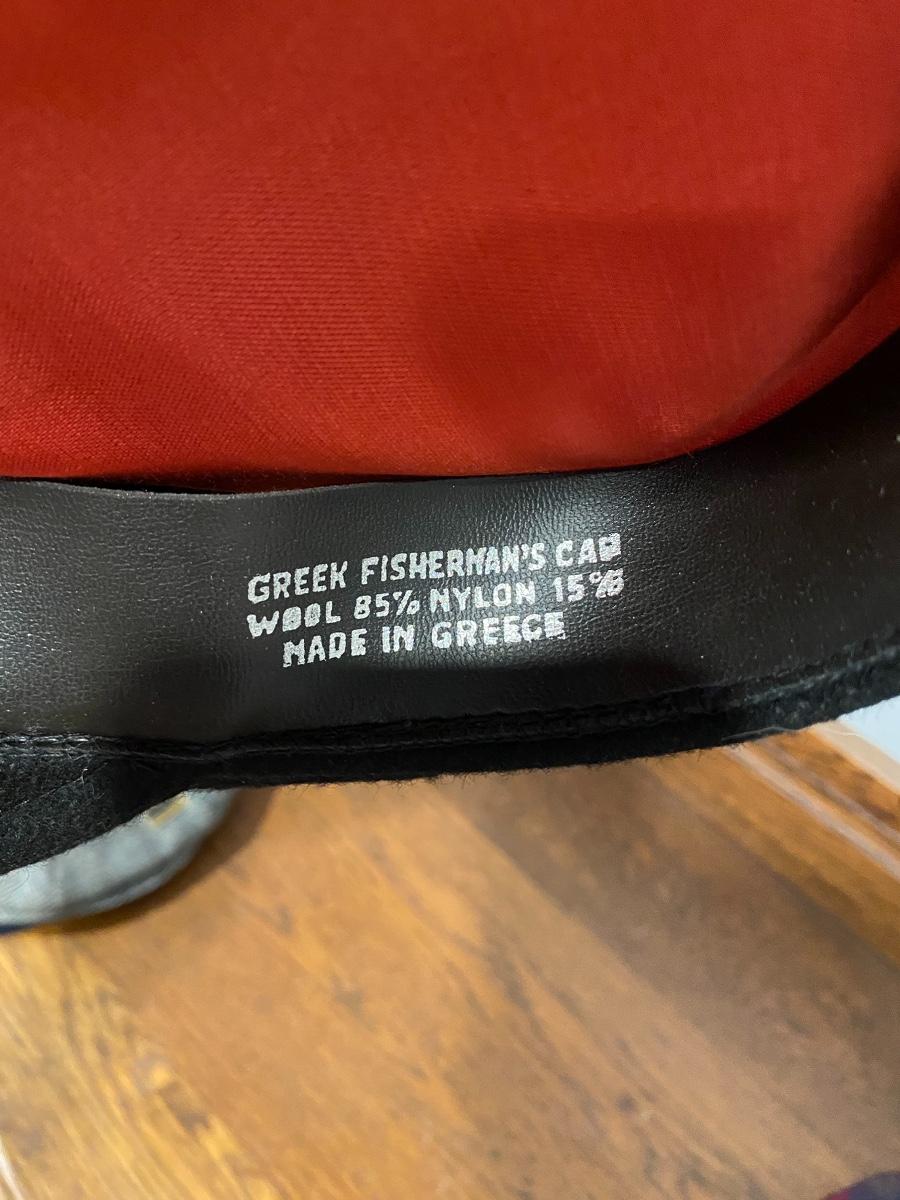 GREEK FISHERMAN'S CAP
WOOL 85% NYLON 15%
MADE IN GREECE